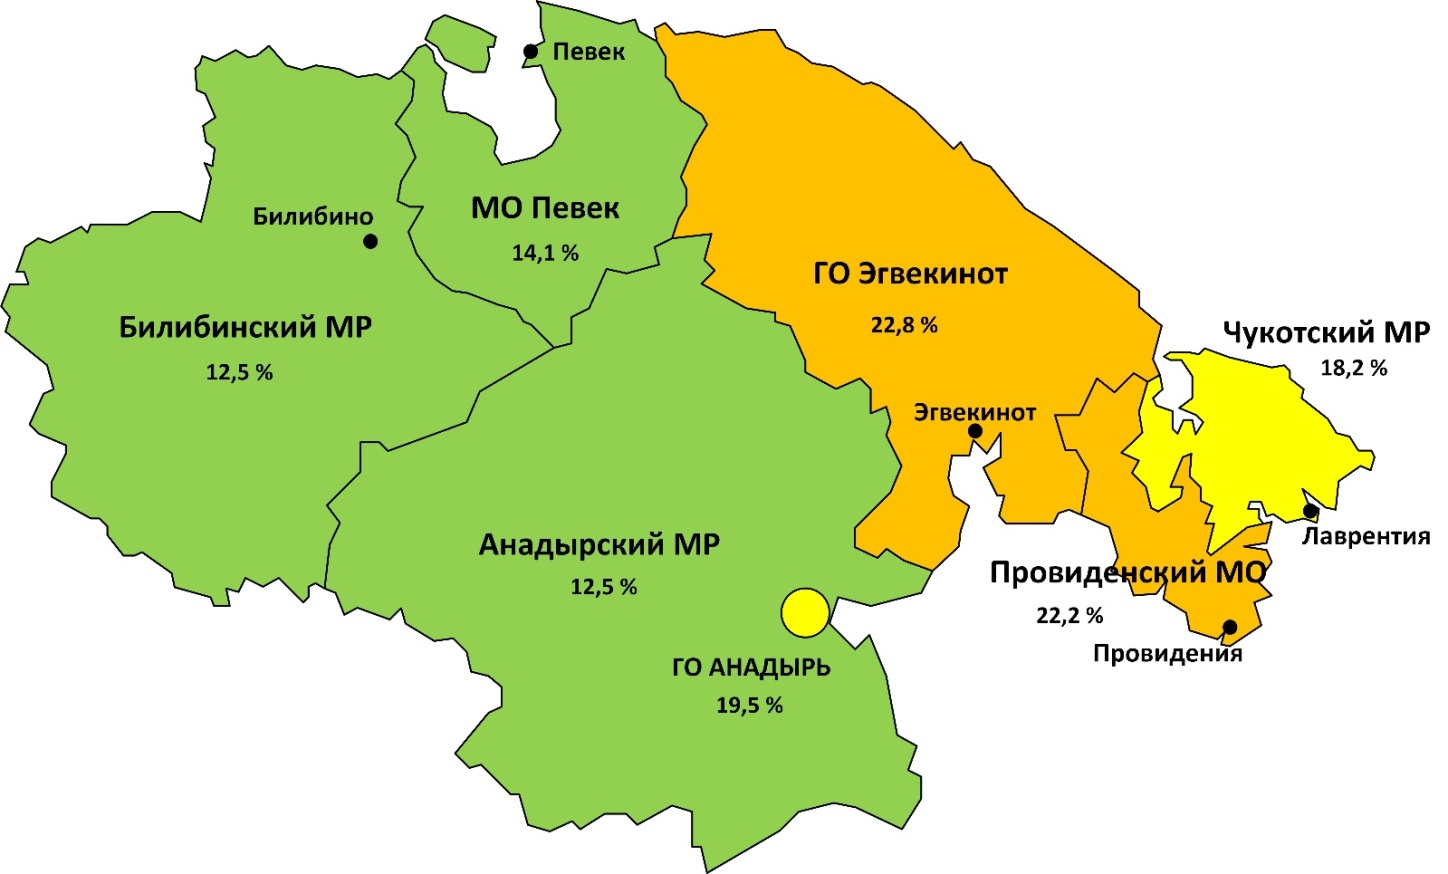 Певек
МО Певек
14,1 %
Билибино
Билибинский МР
12,5 %
ГО Эгвекинот
22,8 %
Эгвекинот
Чукотский МР
18,2 %
Лаврентия
Анадырский МР
12,5 %
Провиденский МО
22,2 %
Провидения
ГО АНАДЫРЬ
19,5 %